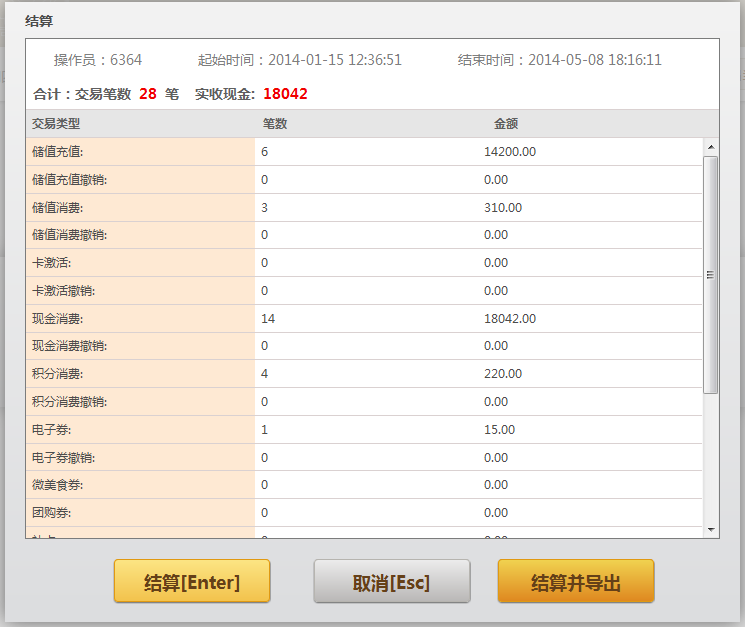 结算
操作员：6364 起始时间：2014-01-15 12:36:51 结束时间：2014-05-08 18:16:11
合计：交易笔数 28 笔 实收现金: 18042
交易类型 笔数 金额
储值充值: 6 14200.00
储值充值撤销: 0 0.00
储值消费: 3 310.00
储值消费撤销: 0 0.00
卡激活: 0 0.00
卡激活撤销: 0 0.00
现金消费: 14 18042.00
现金消费撤销: 0 0.00
积分消费: 4 220.00
积分消费撤销: 0 0.00
电子券: 1 15.00
电子券撤销: 0 0.00
微美食券: 0 0.00
团购券: 0 0.00
结算[Enter] 取消[Esc] 结算并导出